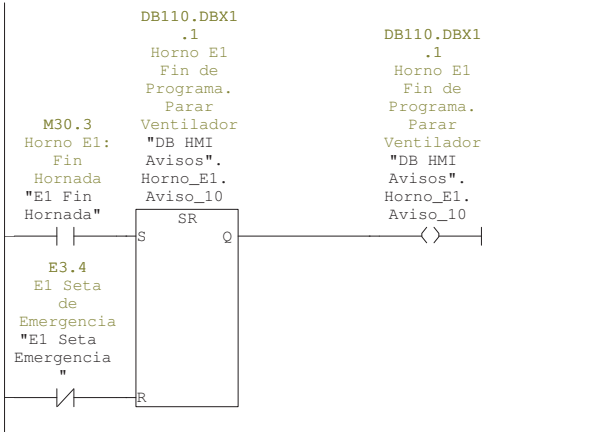 DB110.DBX1
.1
Horno E1
Fin de
Programa.
Parar
Ventilador
"DB HMI
Avisos".
Horno_E1.
Aviso_10
DB110.DBX1
.1
Horno E1
Fin de
Programa.
Parar
Ventilador
"DB HMI
Avisos".
Horno_E1.
Aviso_10
M30.3
Horno E1:
Fin
Hornada
"E1 Fin
Hornada"
SR
S
Q
E3.4
E1 Seta
de
Emergencia
"E1 Seta
Emergencia
"
R